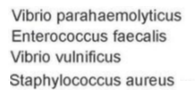 Vibrio parahaemolyticus
Enterococcus faecalis
Vibrio vulnificus
Staphylococcus aureus